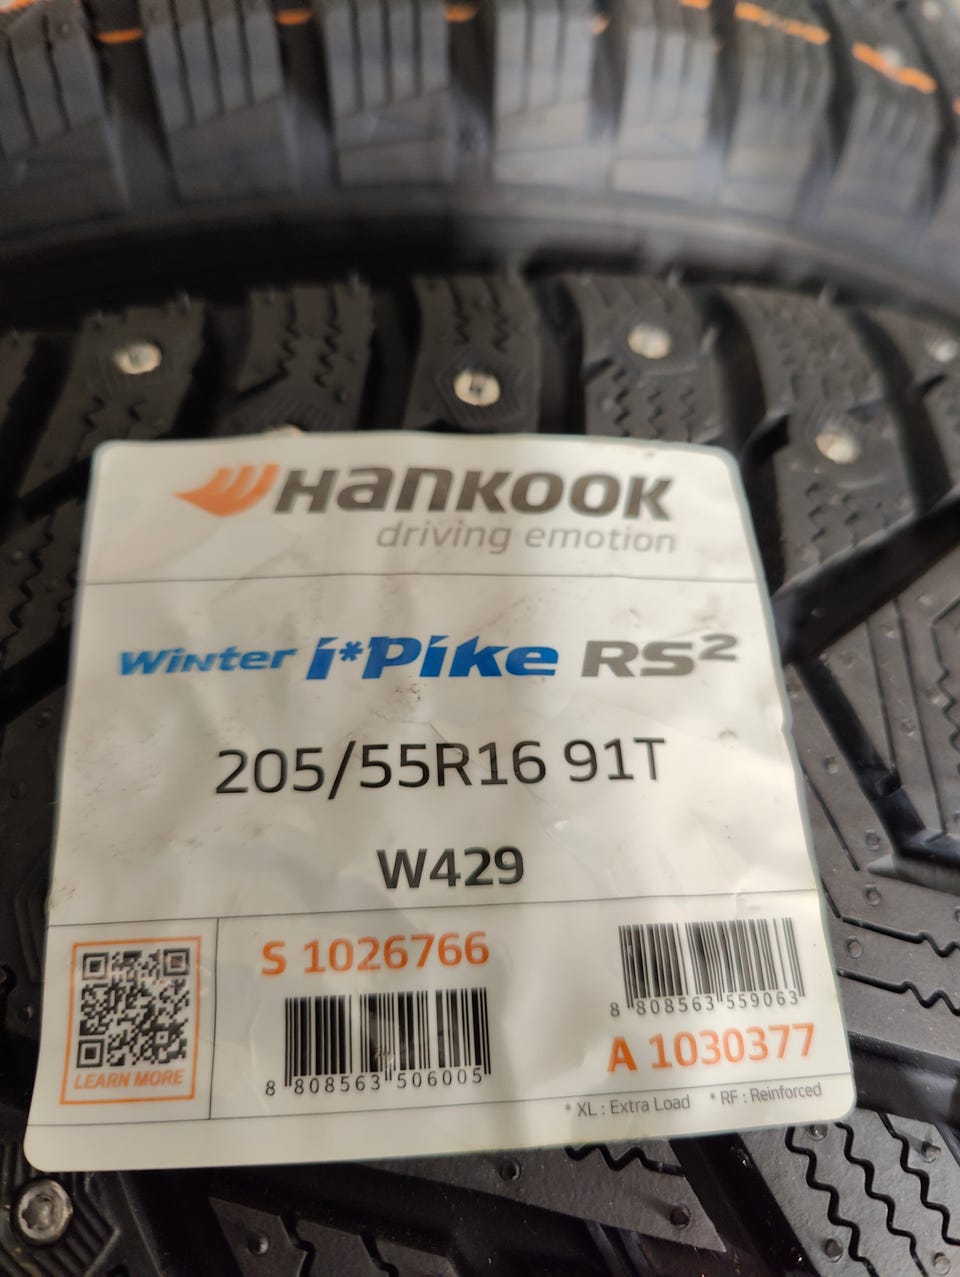 Hankook
driving emotion
Winter i*Pike RS²
205/55R16 91T
W429
S 1026766
8 808563 506005
8 808563 559063
A 1030377
LEARN MORE
* XL : Extra Load * RF : Reinforced